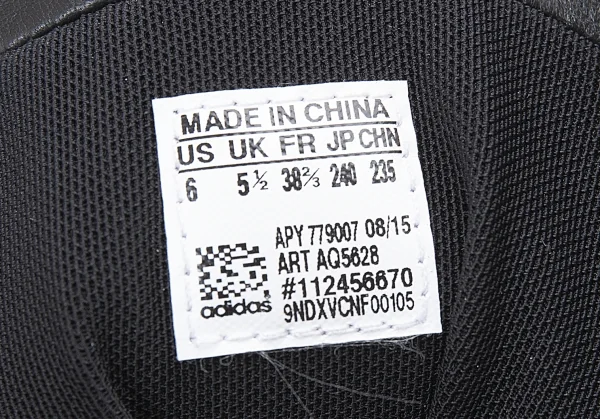 MADE IN CHINA
US UK FR JP CHN
6 5½ 38⅔ 240 235
APY 779007 08/15
ART AQ5628
#112456670
adidas 9NDXVCNF00105